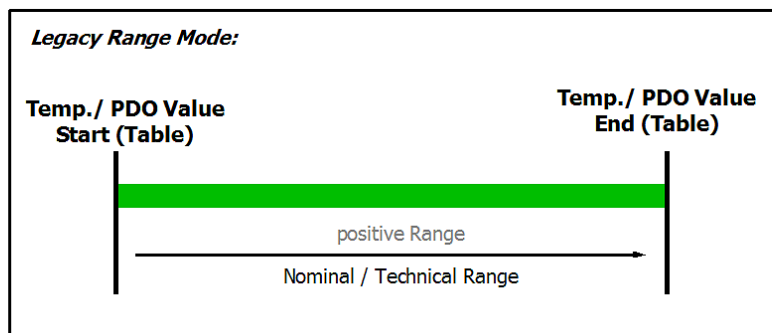 Legacy Range Mode:
Temp./ PDO Value
Start (Table)
Temp./ PDO Value
End (Table)
positive Range
Nominal / Technical Range